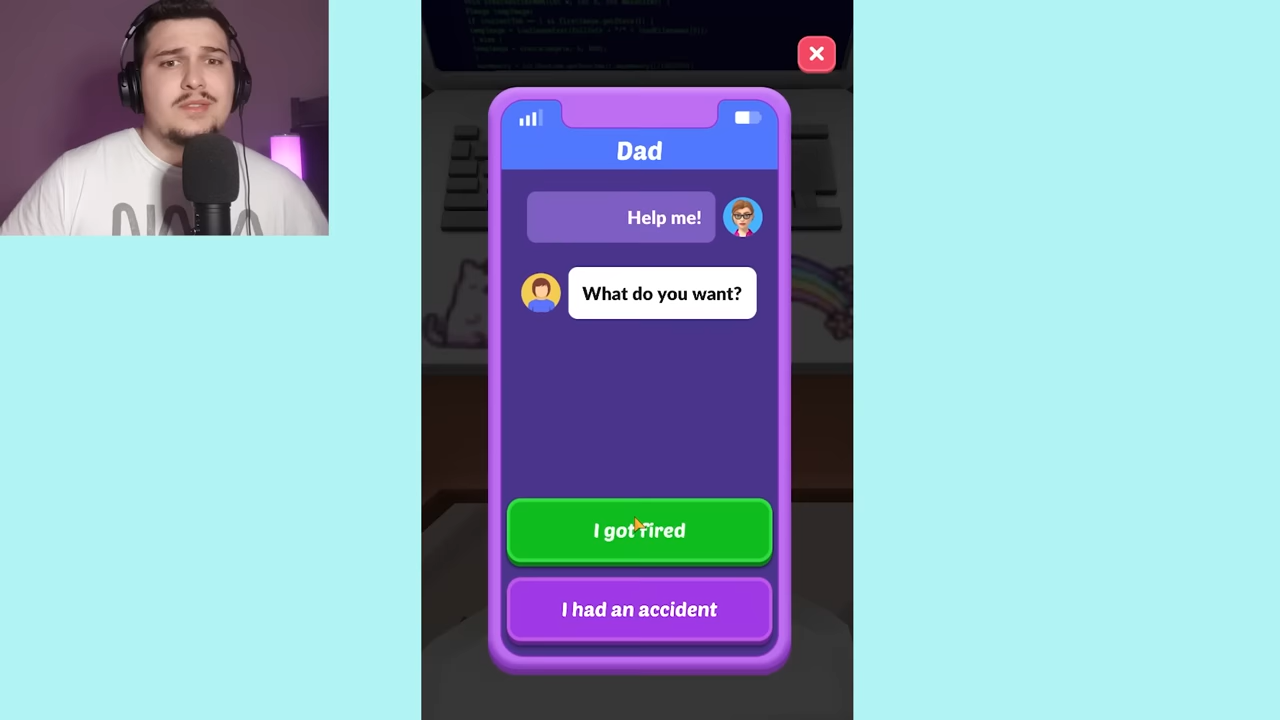 Dad
Help me!
What do you want?
I got fired
I had an accident